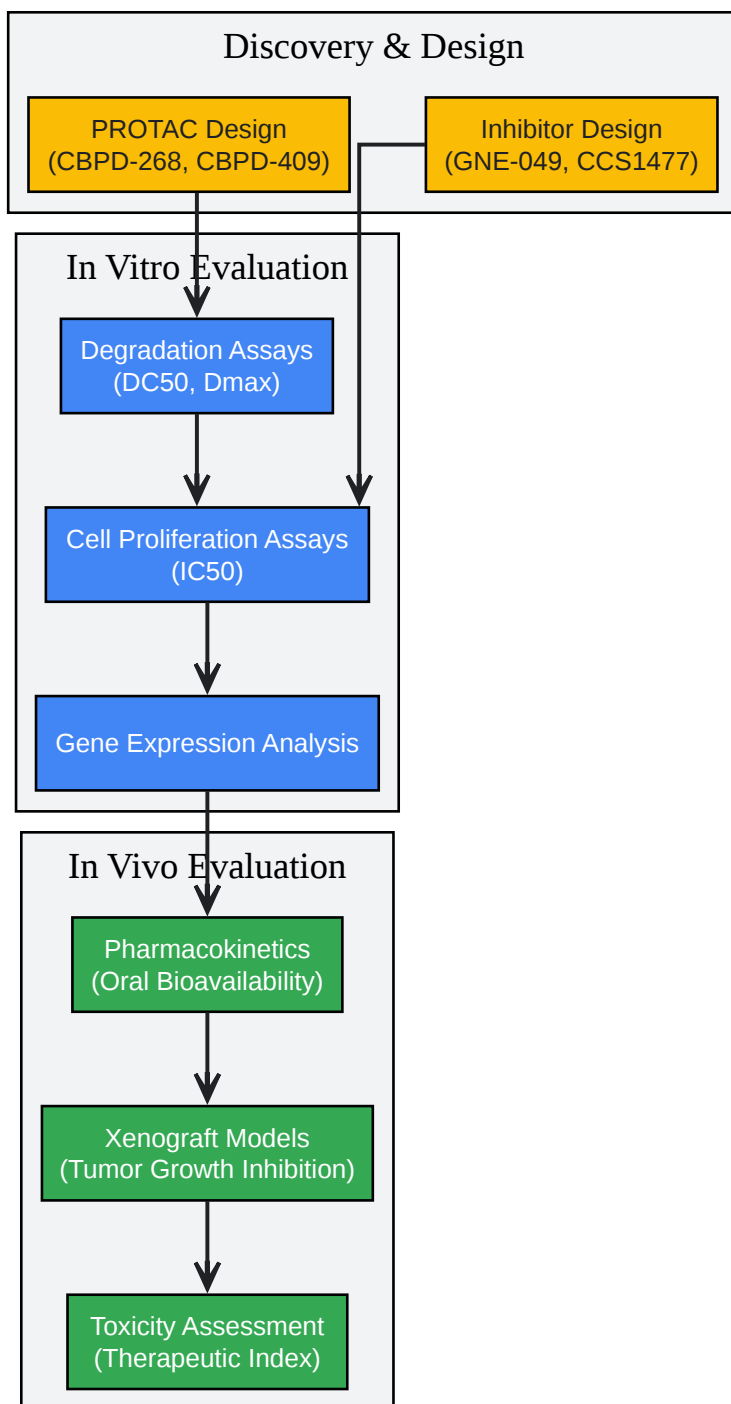 Discovery & Design
PROTAC Design
(CBPD-268, CBPD-409)
Inhibitor Design
(GNE-049, CCS1477)
In Vitro Evaluation
Degradation Assays
(DC50, Dmax)
Cell Proliferation Assays
(IC50)
Gene Expression Analysis
In Vivo Evaluation
Pharmacokinetics
(Oral Bioavailability)
Xenograft Models
(Tumor Growth Inhibition)
Toxicity Assessment
(Therapeutic Index)